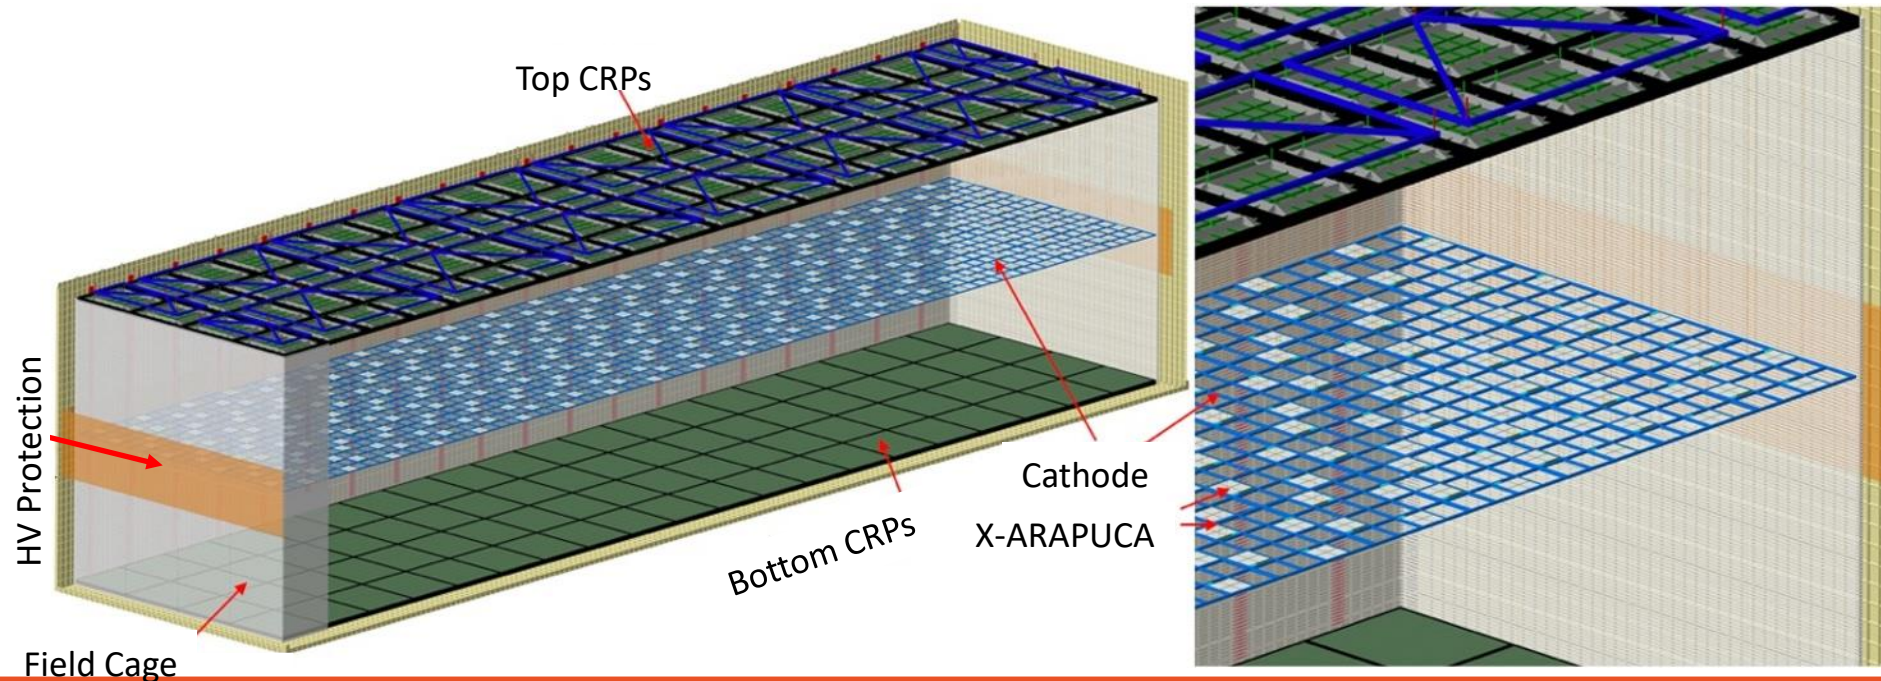 Top CRPs
HV Protection
Cathode
X-ARAPUCA
Bottom CRPs
Field Cage